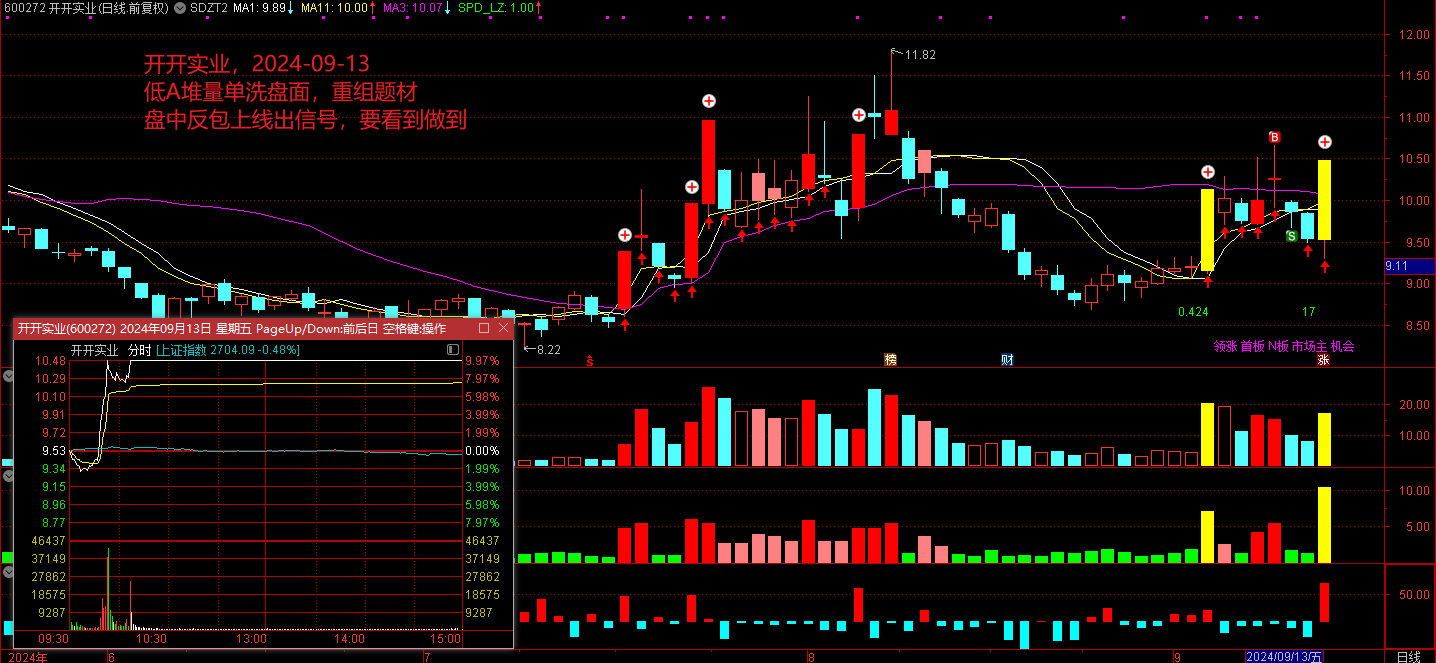 600272 开开实业(日线.前复权) SDZT2 MA1: 9.89↓ MA11: 10.00↑ MA3: 10.07↓ SPD_LZ: 1.00↑
开开实业，2024-09-13
低A堆量单洗盘面，重组题材
盘中反包上线出信号，要看到做到
12.00
11.82
11.50
11.00
B
10.50
10.00
S
9.50
9.11
9.00
0.424
17
8.50
8.22
领涨 首板 N板 市场主 机会
榜
财
涨
开开实业(600272) 2024年09月13日 星期五 PageUp/Down:前后日 空格键:操作
开开实业 分时 [上证指数 2704.09 -0.48%]
10.48 9.97%
10.29 7.97%
10.10 5.98%
9.91 3.99%
9.72 1.99%
9.53 0.00%
9.34 1.99%
9.15 3.99%
8.96 5.98%
8.77 7.97%
46437 46437
37149 37149
27862 27862
18575 18575
9287 9287
09:30 10:30 13:00 14:00 15:00
20.00
10.00
10.00
5.00
50.00
2024年 6 7 8 9 2024/09/13/五 日线